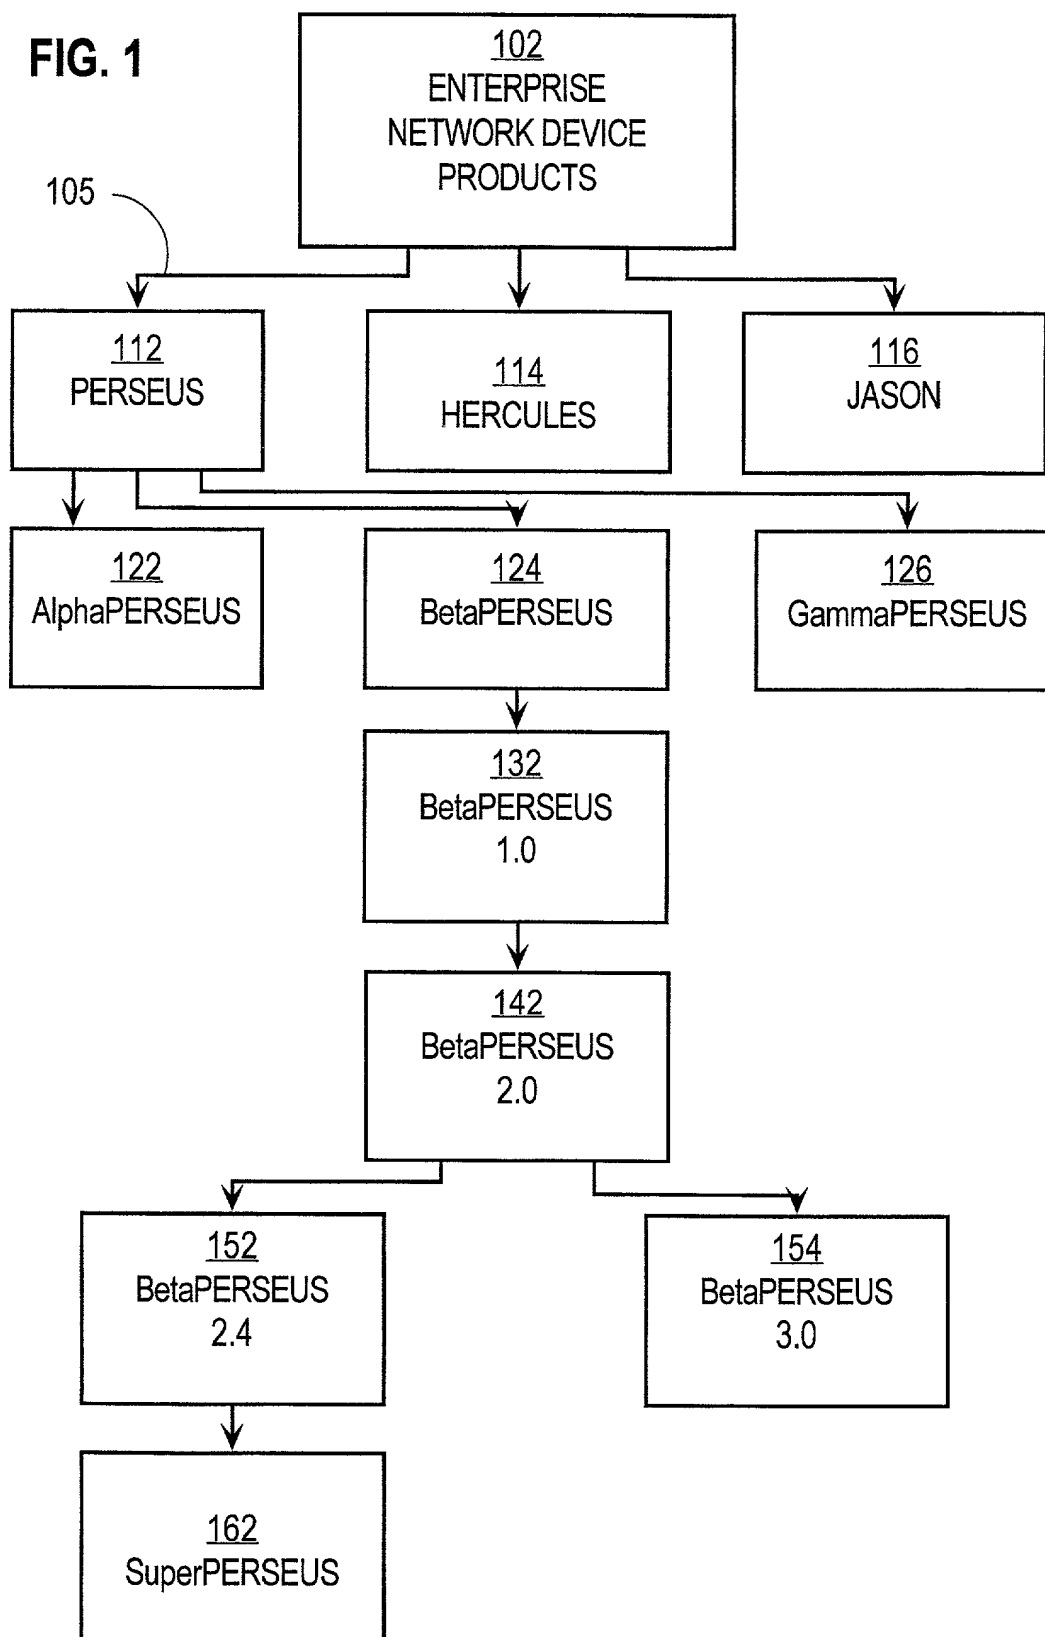 FIG. 1
102
ENTERPRISE
NETWORK DEVICE
PRODUCTS
105
112
PERSEUS
114
HERCULES
116
JASON
122
AlphaPERSEUS
124
BetaPERSEUS
126
GammaPERSEUS
132
BetaPERSEUS
1.0
142
BetaPERSEUS
2.0
152
BetaPERSEUS
2.4
154
BetaPERSEUS
3.0
162
SuperPERSEUS